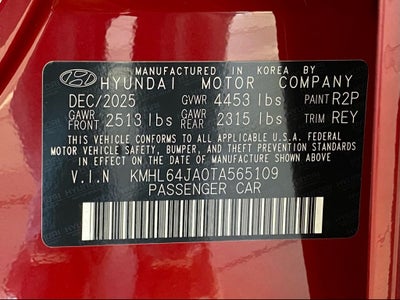 MANUFACTURED IN KOREA BY
HYUNDAI MOTOR COMPANY
DEC/2025 GVWR 4453 lbs PAINT R2P
GAWR FRONT 2513 lbs GAWR REAR 2315 lbs TRIM REY
THIS VEHICLE CONFORMS TO ALL APPLICABLE U.S.A. FEDERAL
MOTOR VEHICLE SAFETY, BUMPER, AND THEFT PREVENTION
STANDARDS IN EFFECT ON THE DATE OF MANUFACTURE
SHOWN ABOVE.
V.I.N KMHL64JA0TA565109
PASSENGER CAR